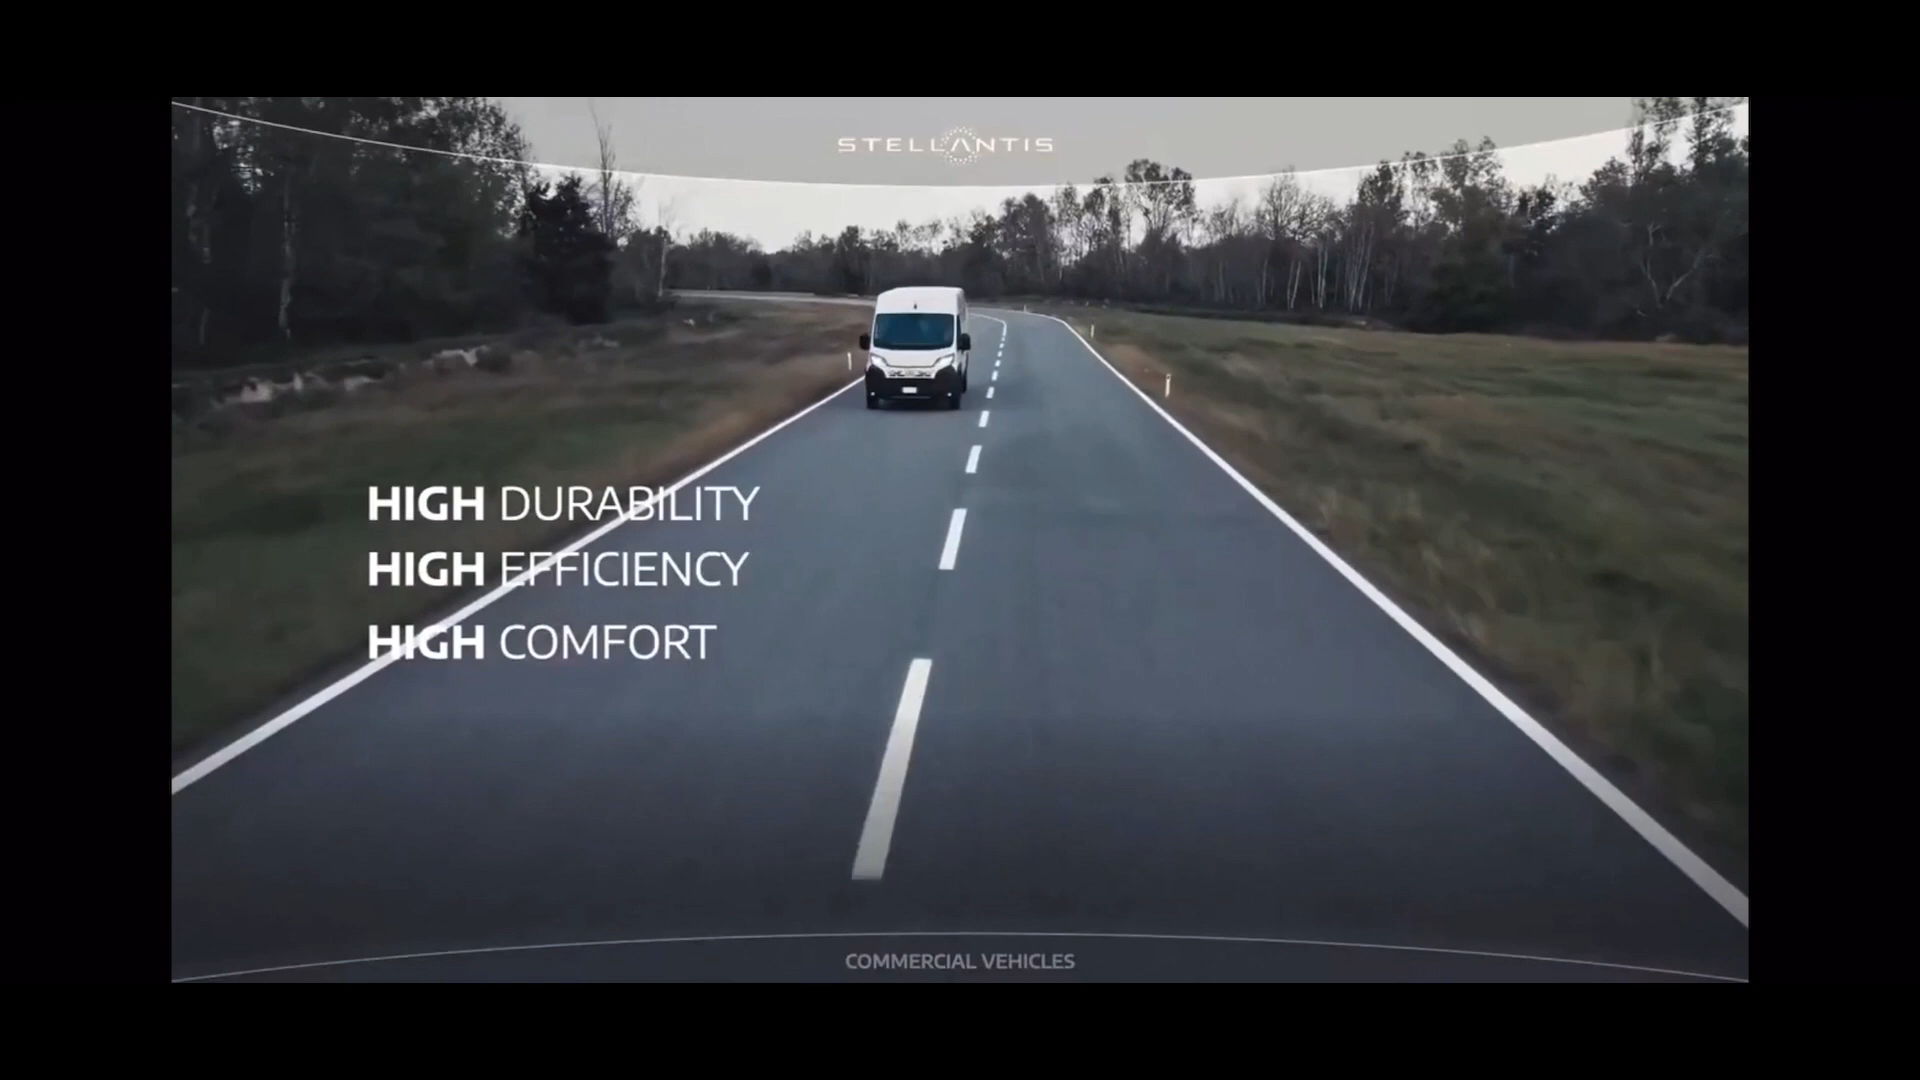 STELLANTIS
HIGH DURABILITY
HIGH EFFICIENCY
HIGH COMFORT
COMMERCIAL VEHICLES